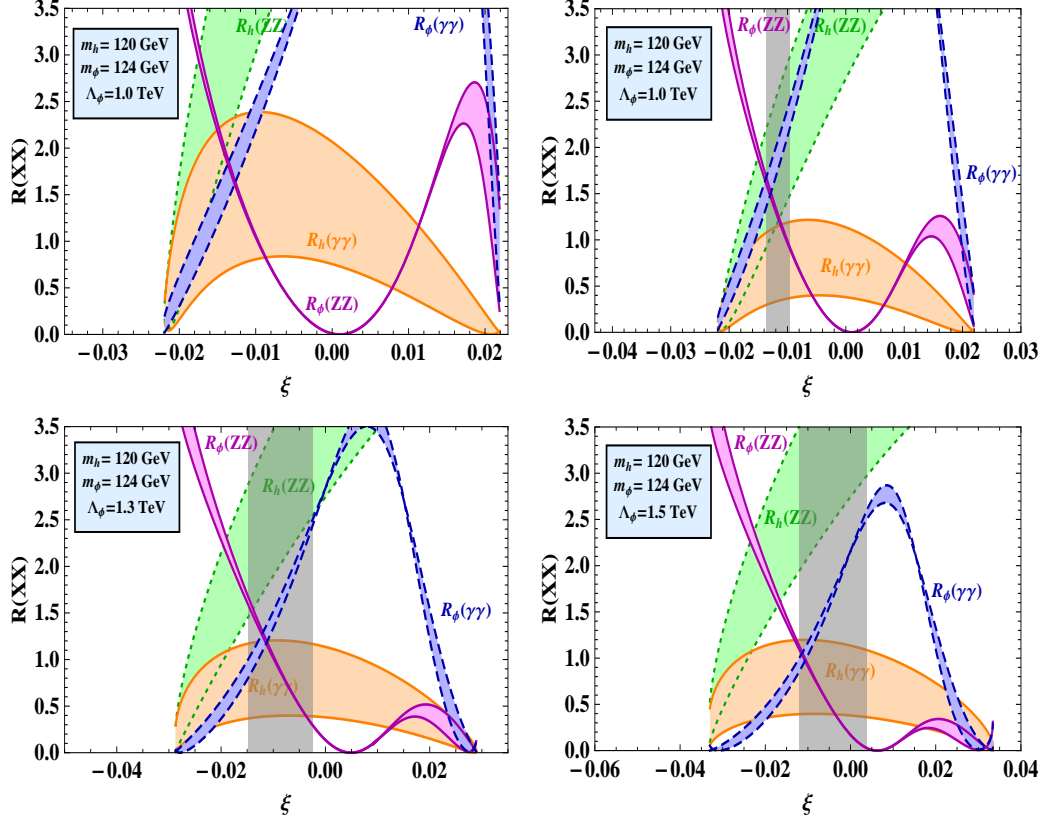 3.5
3.0
2.5
2.0
1.5
1.0
0.5
0.
R(XX)
m_h = 120 GeV
m_ϕ = 124 GeV
Λ_ϕ=1.0 TeV
R_h(ZZ)
R_ϕ(γγ)
R_h(γγ)
R_ϕ(ZZ)
−0.03 −0.02 −0.01 0.00 0.01 0.02
ξ
3.5
3.0
2.5
2.0
1.5
1.0
0.5
0.
R(XX)
m_h = 120 GeV
m_ϕ = 124 GeV
Λ_ϕ=1.0 TeV
R_ϕ(ZZ)
R_h(ZZ)
R_ϕ(γγ)
R_h(γγ)
−0.04 −0.03 −0.02 −0.01 0.00 0.01 0.02 0.03
ξ
3.5
3.0
2.5
2.0
1.5
1.0
0.5
0.
R(XX)
m_h = 120 GeV
m_ϕ = 124 GeV
Λ_ϕ=1.3 TeV
R_ϕ(ZZ)
R_h(ZZ)
R_ϕ(γγ)
R_h(γγ)
−0.04 −0.02 0.00 0.02
ξ
3.5
3.0
2.5
2.0
1.5
1.0
0.5
0.
R(XX)
m_h = 120 GeV
m_ϕ = 124 GeV
Λ_ϕ=1.5 TeV
R_ϕ(ZZ)
R_h(ZZ)
R_ϕ(γγ)
R_h(γγ)
−0.06 −0.04 −0.02 0.00 0.02 0.04
ξ